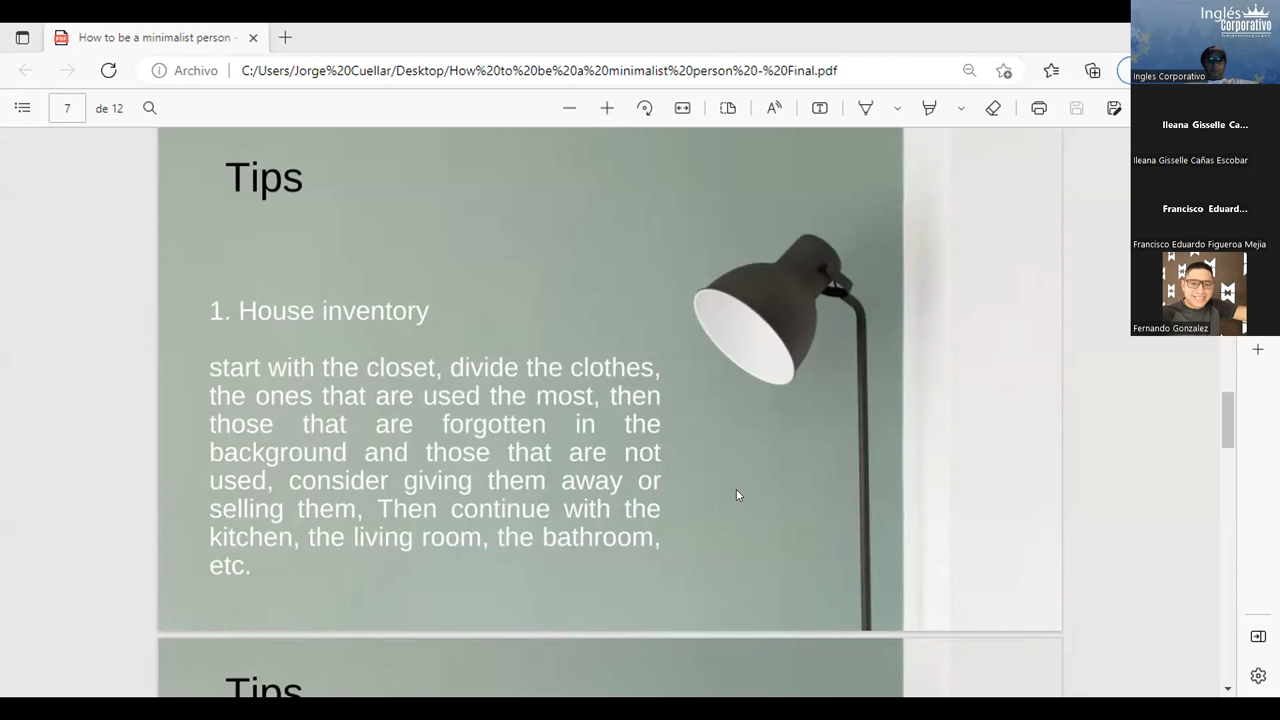 How to be a minimalist person -
Archivo
C:/Users/Jorge%20Cuellar/Desktop/How%20to%20be%20a%20minimalist%20person%20-%20Final.pdf
7
de 12
Tips
1. House inventory
start with the closet, divide the clothes,
the ones that are used the most, then
those that are forgotten in the
background and those that are not
used, consider giving them away or
selling them, Then continue with the
kitchen, the living room, the bathroom,
etc.
Tips
Inglés
Corporativo
Ingles Corporativo
Ileana Gisselle Ca...
Ileana Gisselle Cañas Escobar
Francisco Eduard...
Francisco Eduardo Figueroa Mejia
Fernando Gonzalez